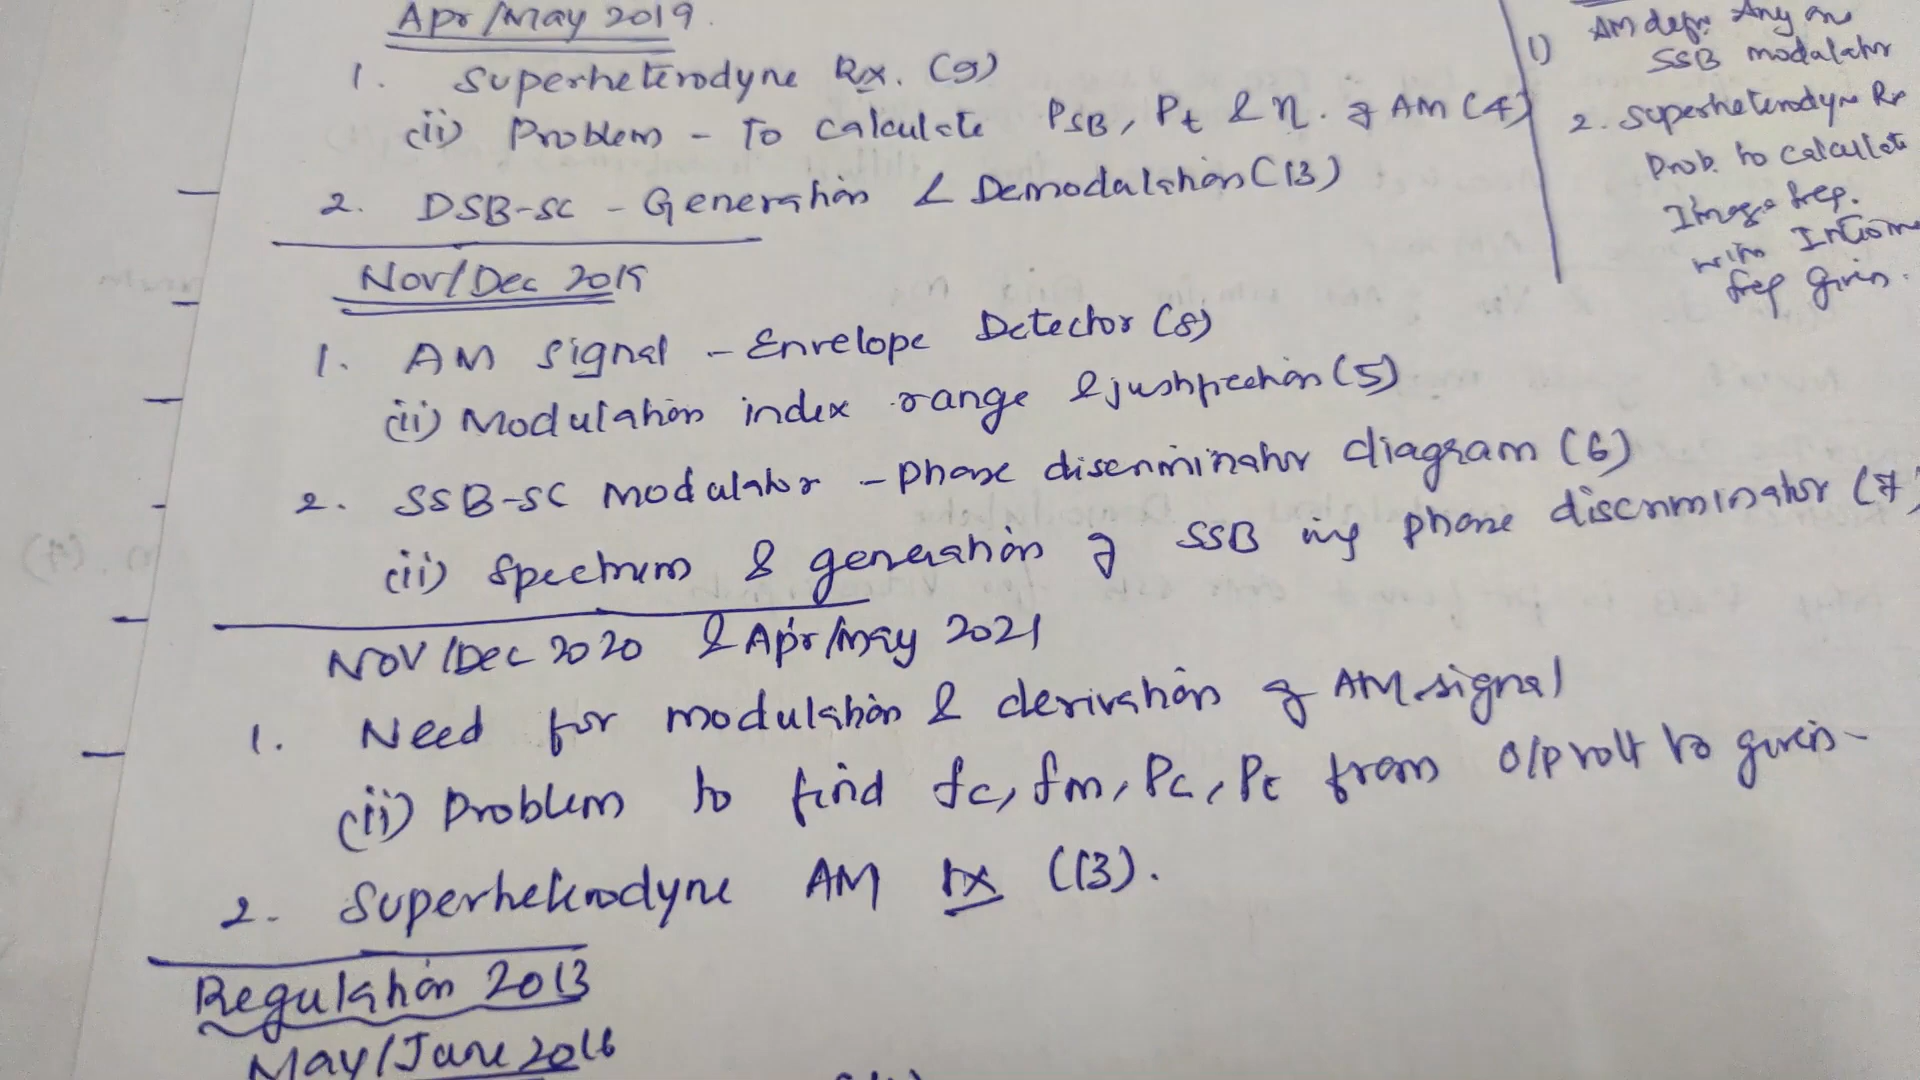 Apr/May 2019.
1. Superheterodyne Rx. (9)
(ii) Problem - To calculate PSB, Pt & η. of AM (4)
2. DSB-SC - Generation & Demodulation (13)
Nov/Dec 2019
1. AM signal - Envelope Detector (8)
(ii) Modulation index range & justification (5)
2. SSB-SC modulator - phase discriminator diagram (6)
(ii) Spectrum & generation of SSB using phase discriminator (7)
NOV/Dec 2020 & Apr/May 2021
1. Need for modulation & derivation of AM signal
(ii) Problem to find fc, fm, Pc, Pt from o/p volt to given-
2. Superheterodyne AM rx (13).
Regulation 2013
May/June 2016
1) AM defn Any one
SSB modulator
2. Superheterodyne Rx
Prob. to calculate
Image freq.
with
freq given.